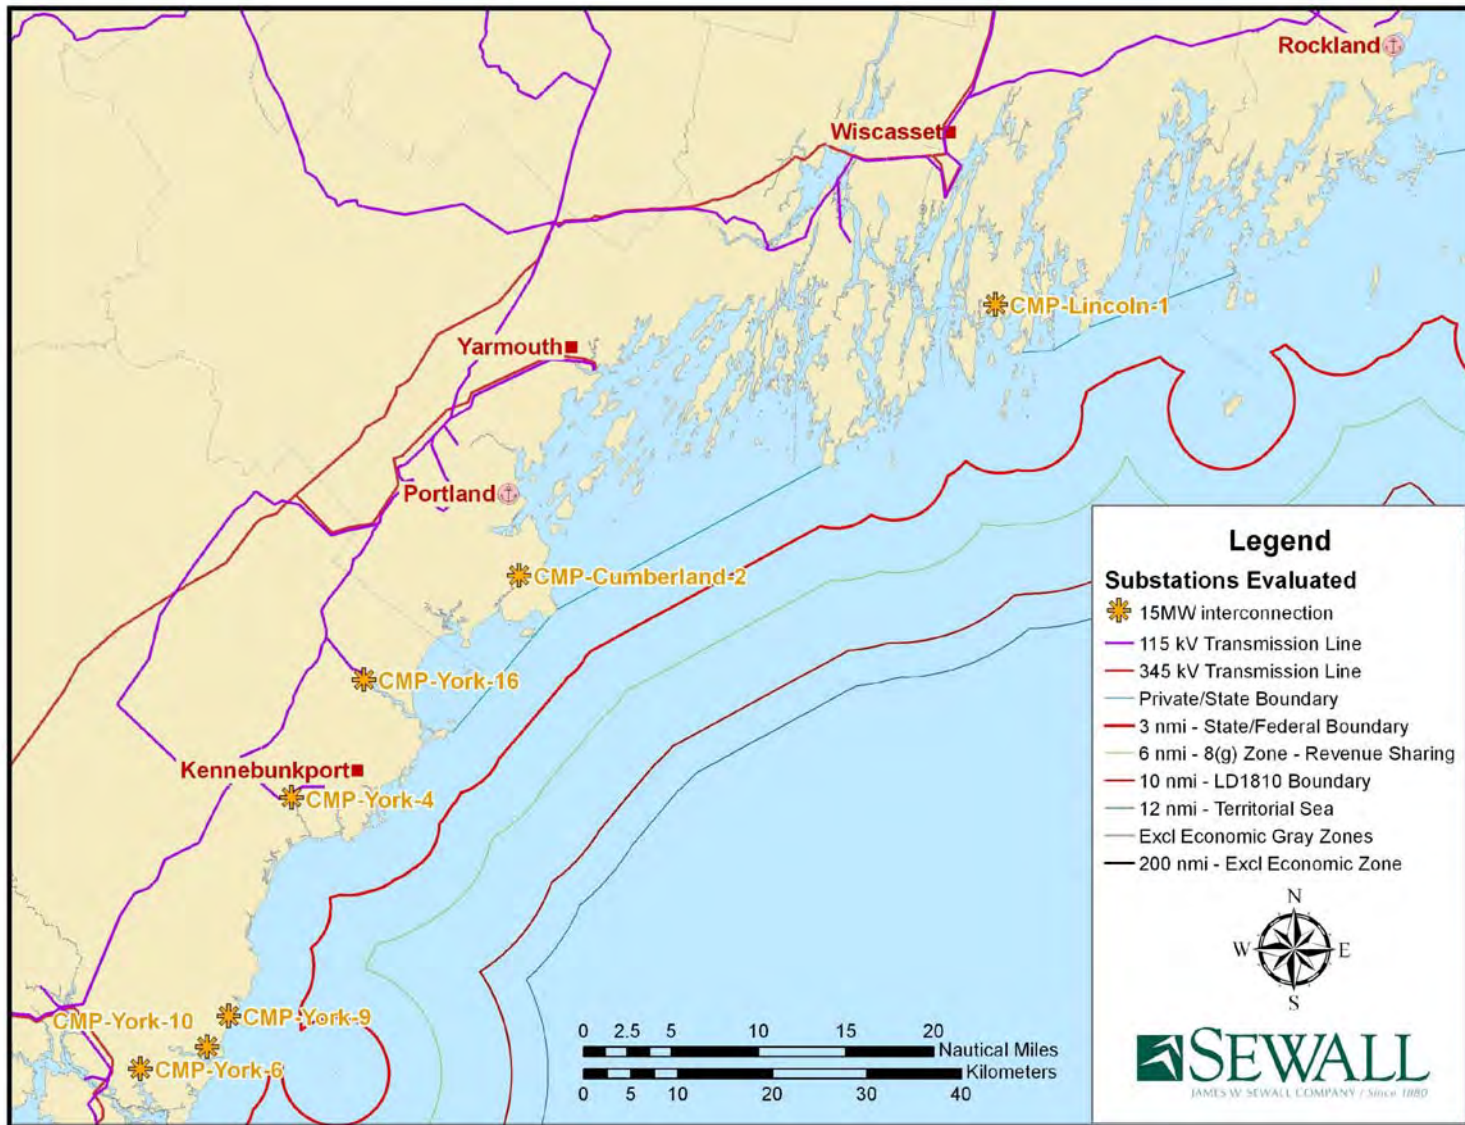 Rockland
Wiscasset
CMP-Lincoln-1
Yarmouth
Portland
CMP-Cumberland-2
CMP-York-16
Kennebunkport
CMP-York-4
CMP-York-10
CMP-York-9
CMP-York-6
0 2.5 5 10 15 20
Nautical Miles
Kilometers
0 5 10 20 30 40
Legend
Substations Evaluated
15MW interconnection
115 kV Transmission Line
345 kV Transmission Line
Private/State Boundary
3 nmi - State/Federal Boundary
6 nmi - 8(g) Zone - Revenue Sharing
10 nmi - LD1810 Boundary
12 nmi - Territorial Sea
Excl Economic Gray Zones
200 nmi - Excl Economic Zone
N
W E
S
SEWALL
JAMES W. SEWALL COMPANY / Since 1880